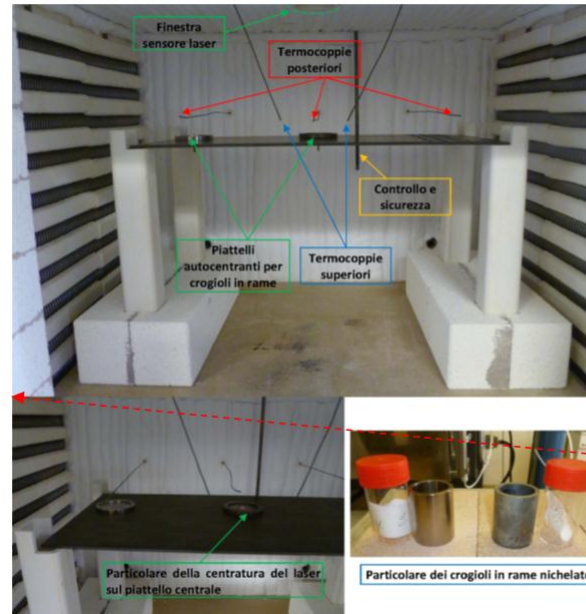 Finestra
sensore laser
Termocoppie
posteriori
Controllo e
sicurezza
Piattelli
autocentranti per
crogioli in rame
Termocoppie
superiori
Particolare della centratura del laser
sul piattello centrale
Particolare dei crogioli in rame nichelato